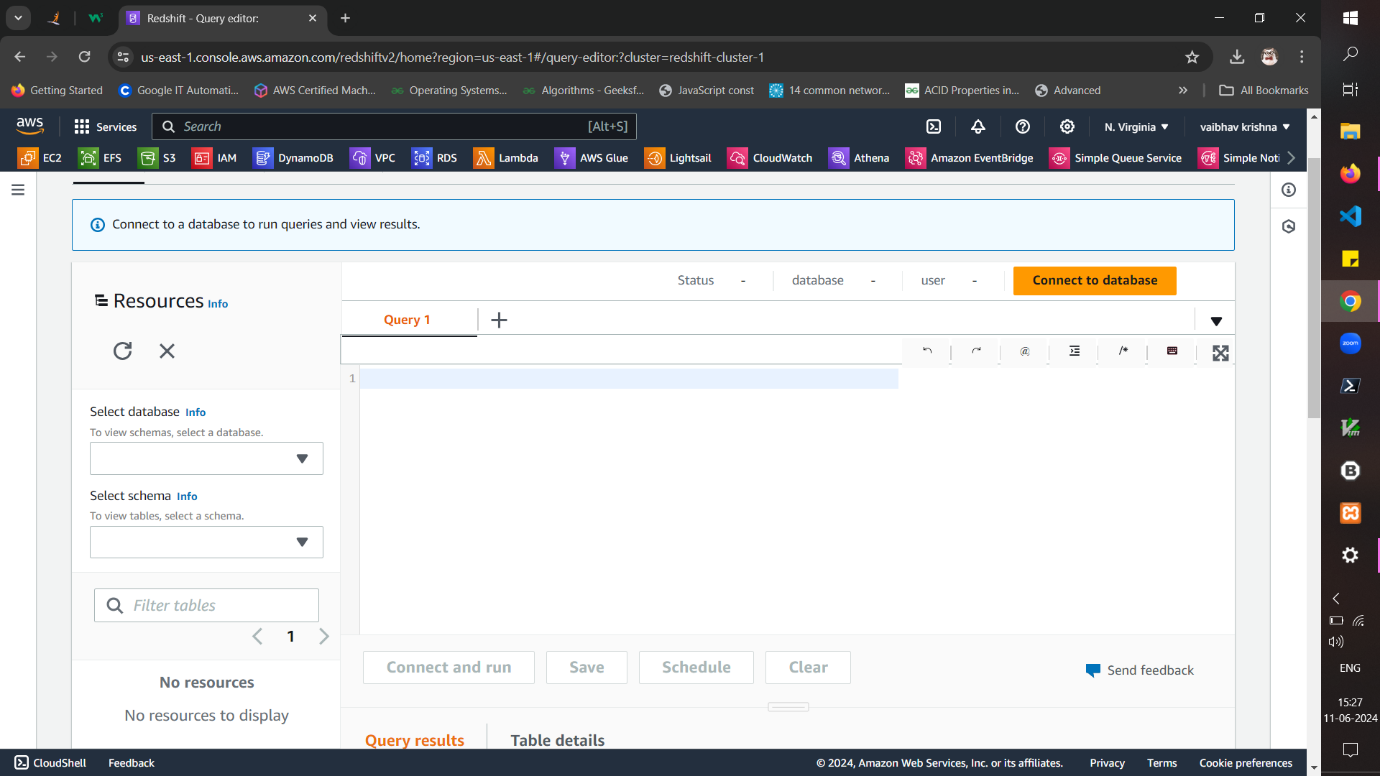 Redshift - Query editor:
us-east-1.console.aws.amazon.com/redshiftv2/home?region=us-east-1#/query-editor:?cluster=redshift-cluster-1
Getting Started
Google IT Automati...
AWS Certified Mach...
Operating Systems...
Algorithms - Geeksf...
JavaScript const
14 common networ...
ACID Properties in...
Advanced
All Bookmarks
aws
Services
Search
[Alt+S]
N. Virginia
vaibhav krishna
EC2
EFS
S3
IAM
DynamoDB
VPC
RDS
Lambda
AWS Glue
Lightsail
CloudWatch
Athena
Amazon EventBridge
Simple Queue Service
Simple Noti
Connect to a database to run queries and view results.
Resources Info
Status -
database -
user -
Connect to database
Query 1
Select database Info
To view schemas, select a database.
Select schema Info
To view tables, select a schema.
Filter tables
1
No resources
No resources to display
1
Connect and run
Save
Schedule
Clear
Send feedback
Query results
Table details
CloudShell
Feedback
© 2024, Amazon Web Services, Inc. or its affiliates.
Privacy
Terms
Cookie preferences
zoom
ENG
15:27
11-06-2024